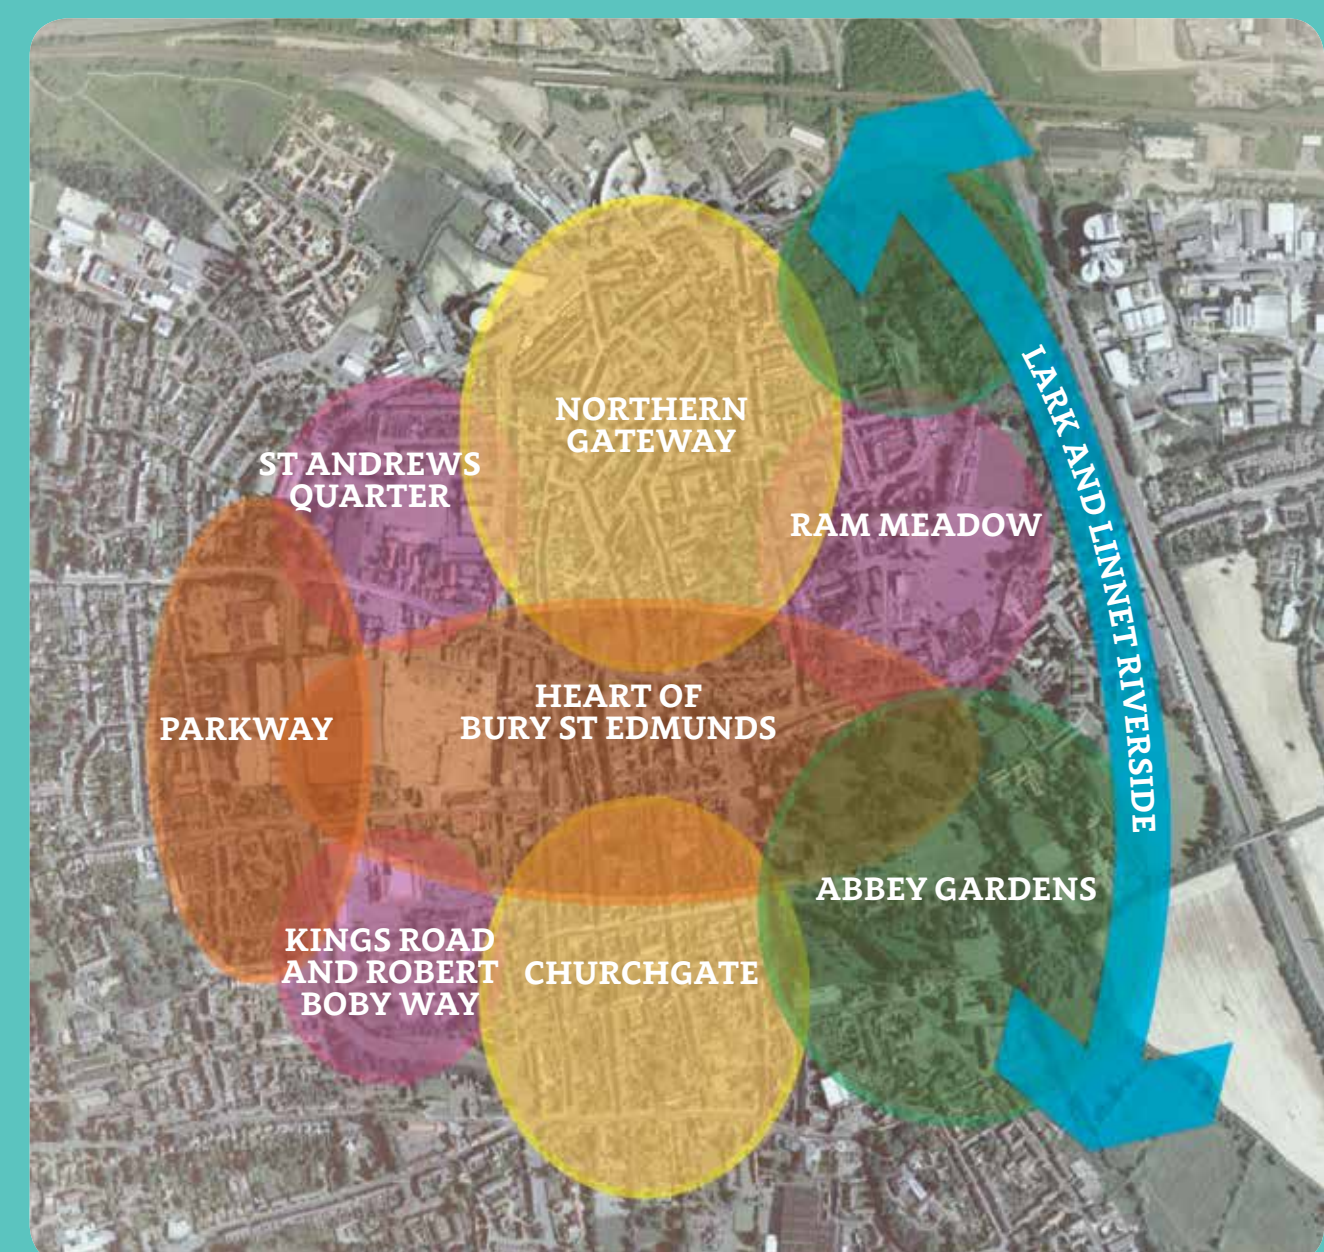 NORTHERN
GATEWAY
ST ANDREWS
QUARTER
RAM MEADOW
LARK AND LINNET RIVERSIDE
HEART OF
BURY ST EDMUNDS
PARKWAY
ABBEY GARDENS
KINGS ROAD
AND ROBERT
BOBY WAY
CHURCHGATE